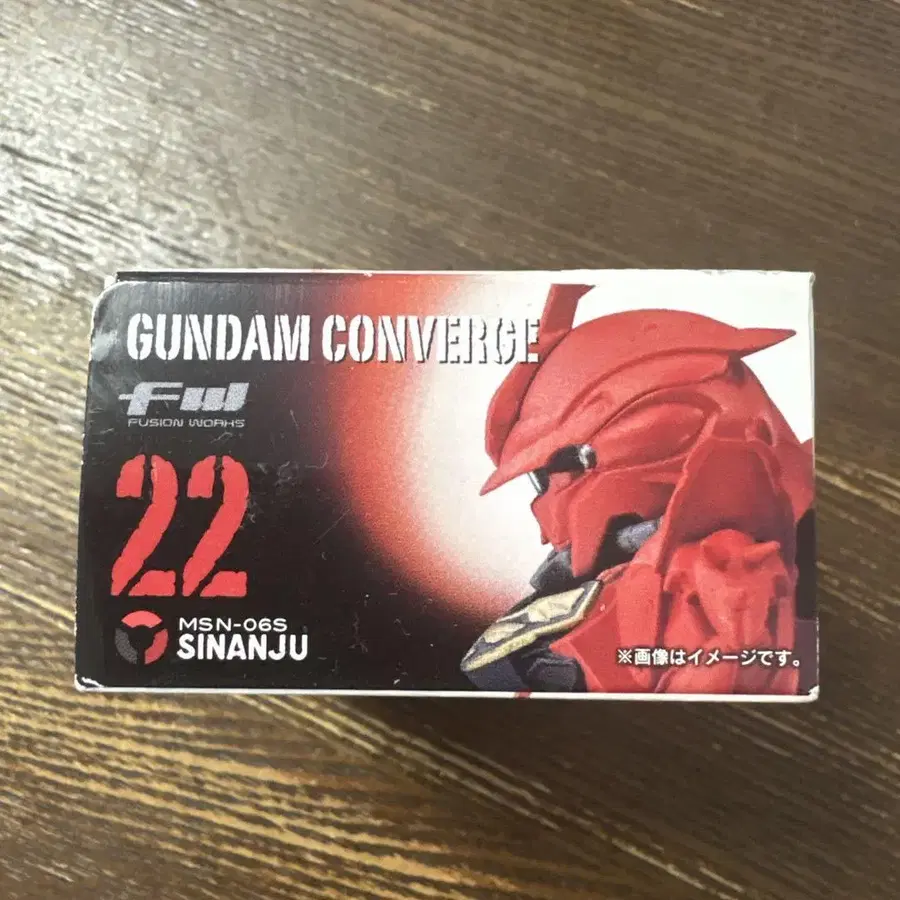 GUNDAM CONVERGE
FW
FUSION WORKS
22
MSN-06S
SINANJU
※画像はイメージです。